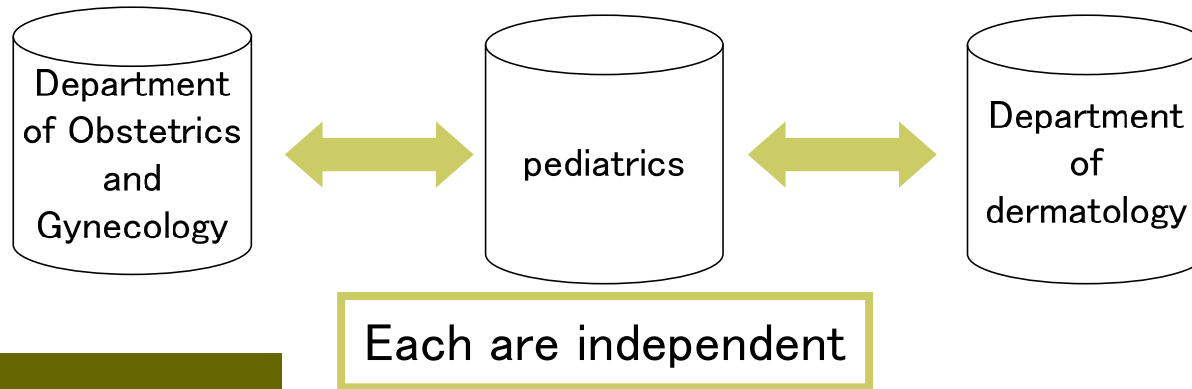 Department
of Obstetrics
and
Gynecology
pediatrics
Department
of
dermatology
Each are independent